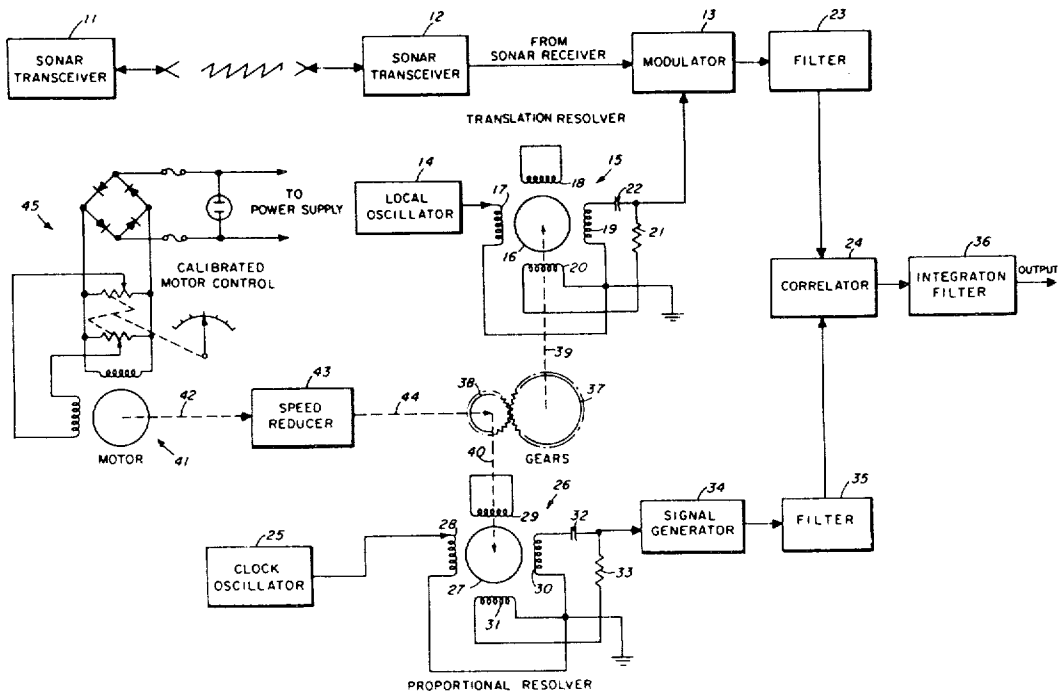 11
12
13
23
SONAR
TRANSCEIVER
SONAR
TRANSCEIVER
FROM
SONAR RECEIVER
MODULATOR
FILTER
TRANSLATION RESOLVER
14
LOCAL
OSCILLATOR
15
16
17
18
19
20
21
22
45
TO
POWER SUPPLY
CALIBRATED
MOTOR CONTROL
24
CORRELATOR
36
INTEGRATON
FILTER
OUTPUT
39
MOTOR
41
42
43
SPEED
REDUCER
44
38
37
40
GEARS
26
25
CLOCK
OSCILLATOR
27
28
29
30
31
32
33
34
SIGNAL
GENERATOR
35
FILTER
PROPORTIONAL RESOLVER